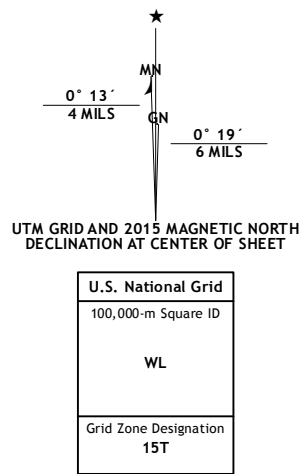 ★
MN
0° 13´
4 MILS
GN
0° 19´
6 MILS
UTM GRID AND 2015 MAGNETIC NORTH
DECLINATION AT CENTER OF SHEET
U.S. National Grid
100,000-m Square ID
WL
Grid Zone Designation
15T